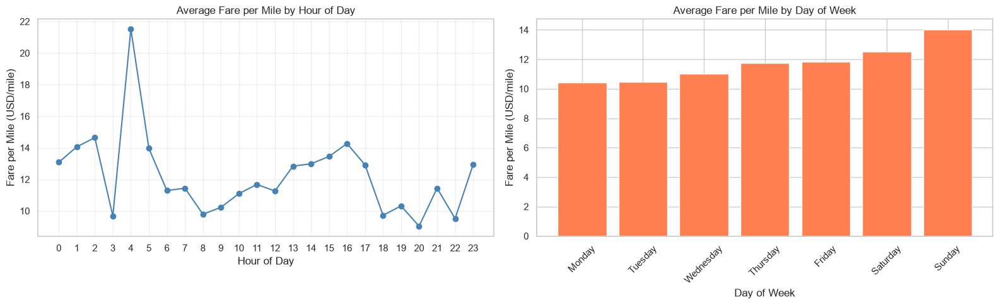 Average Fare per Mile by Hour of Day
Fare per Mile (USD/mile)
22
20
18
16
14
12
10
0 1 2 3 4 5 6 7 8 9 10 11 12 13 14 15 16 17 18 19 20 21 22 23
Hour of Day
Average Fare per Mile by Day of Week
Fare per Mile (USD/mile)
14
12
10
8
6
4
2
0
Monday Tuesday Wednesday Thursday Friday Saturday Sunday
Day of Week